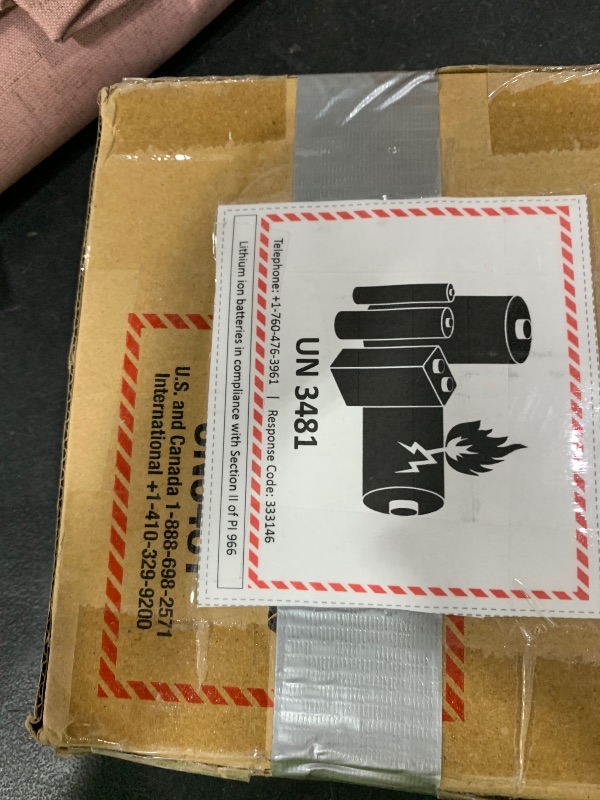 UN 3481
Telephone: +1-760-476-3961 | Response Code: 333146
Lithium ion batteries in compliance with Section II of PI 966
U.S. and Canada 1-888-698-2571
International +1-410-329-9200